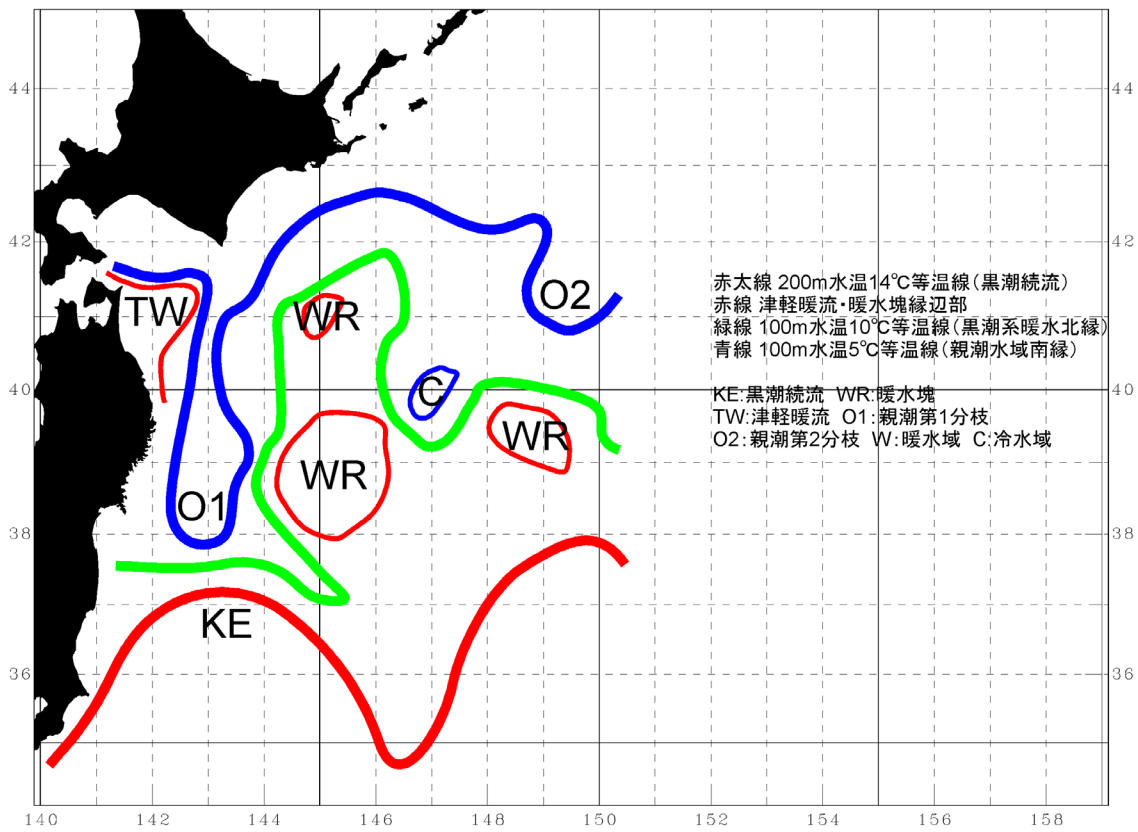 44 44
42 42
赤太線 200m水温14℃等温線(黒潮続流)
O2
TW
赤線 津軽暖流・暖水塊縁辺部
WR
緑線 100m水温10℃等温線(黒潮系暖水北縁)
青線 100m水温5℃等温線(親潮水域南縁)
40 40
C
KE:黒潮続流 WR:暖水塊
TW:津軽暖流 O1:親潮第1分枝
WR
O2:親潮第2分枝 W:暖水域 C:冷水域
WR
O1
38 38
KE
36 36
140 142 144 146 148 150 152 154 156 158